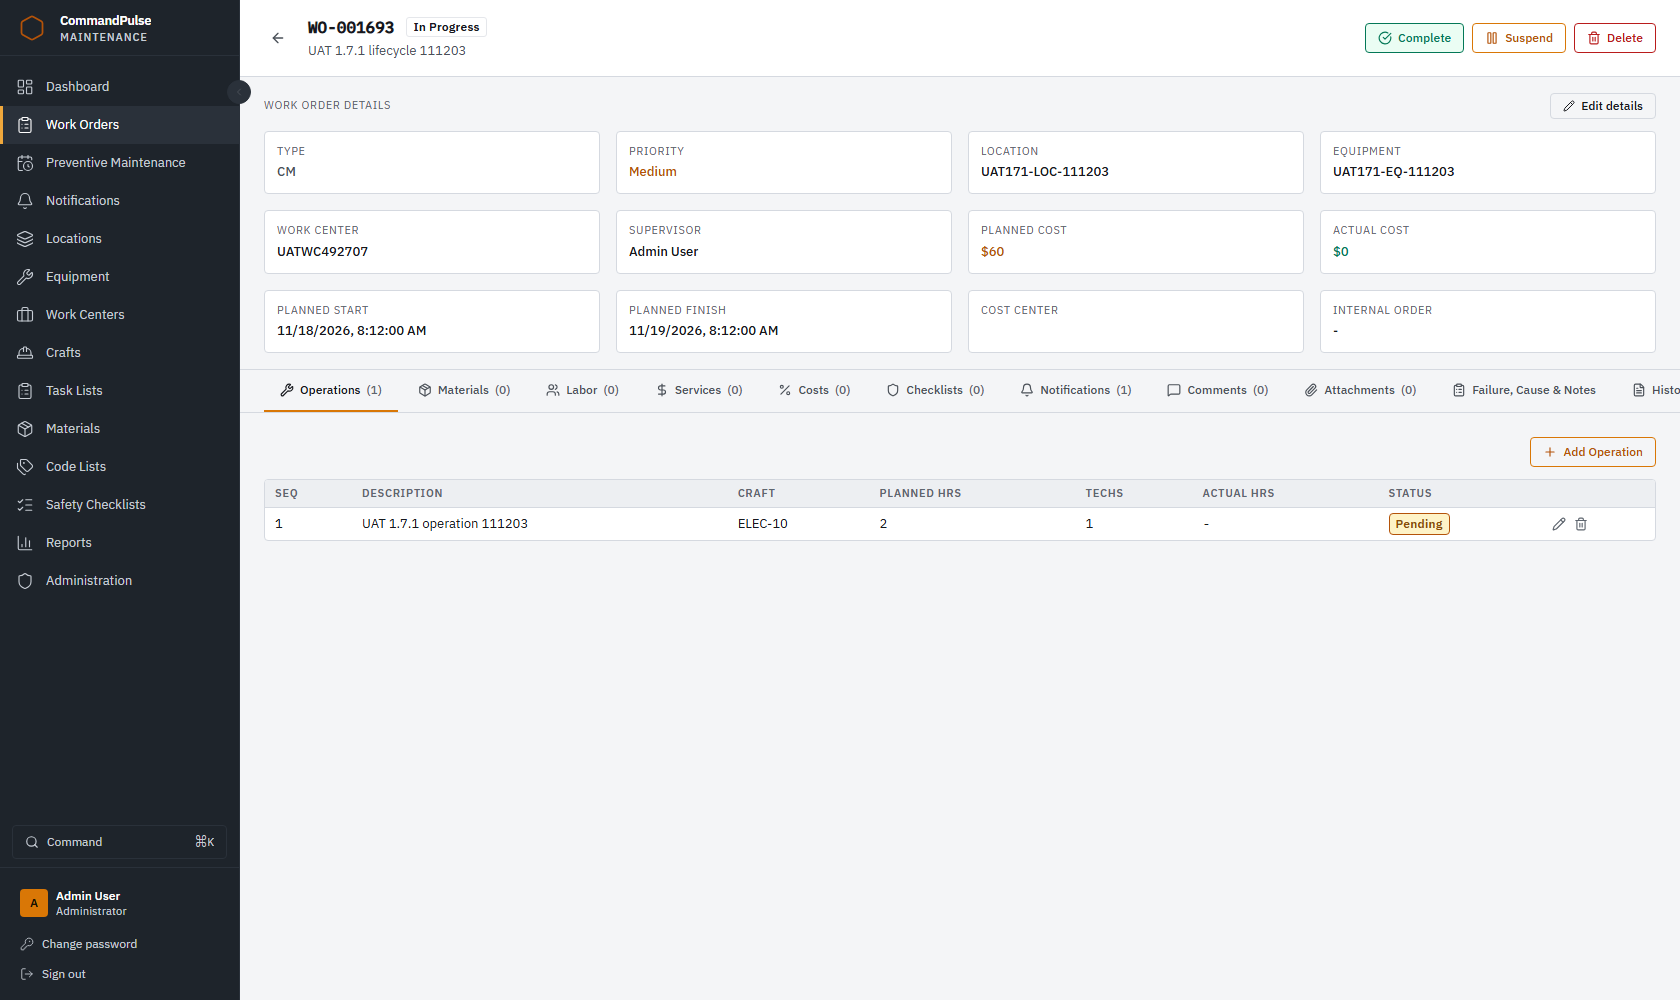 CommandPulse
MAINTENANCE
Dashboard
Work Orders
Preventive Maintenance
Notifications
Locations
Equipment
Work Centers
Crafts
Task Lists
Materials
Code Lists
Safety Checklists
Reports
Administration
Command ⌘K
A
Admin User
Administrator
Change password
Sign out
WO-001693 In Progress
UAT 1.7.1 lifecycle 111203
Complete Suspend Delete
WORK ORDER DETAILS
Edit details
TYPE
CM
PRIORITY
Medium
LOCATION
UAT171-LOC-111203
EQUIPMENT
UAT171-EQ-111203
WORK CENTER
UATWC492707
SUPERVISOR
Admin User
PLANNED COST
$60
ACTUAL COST
$0
PLANNED START
11/18/2026, 8:12:00 AM
PLANNED FINISH
11/19/2026, 8:12:00 AM
COST CENTER
INTERNAL ORDER
-
Operations (1) Materials (0) Labor (0) Services (0) Costs (0) Checklists (0) Notifications (1) Comments (0) Attachments (0) Failure, Cause & Notes Histo
Add Operation
SEQ DESCRIPTION CRAFT PLANNED HRS TECHS ACTUAL HRS STATUS
1 UAT 1.7.1 operation 111203 ELEC-10 2 1 - Pending